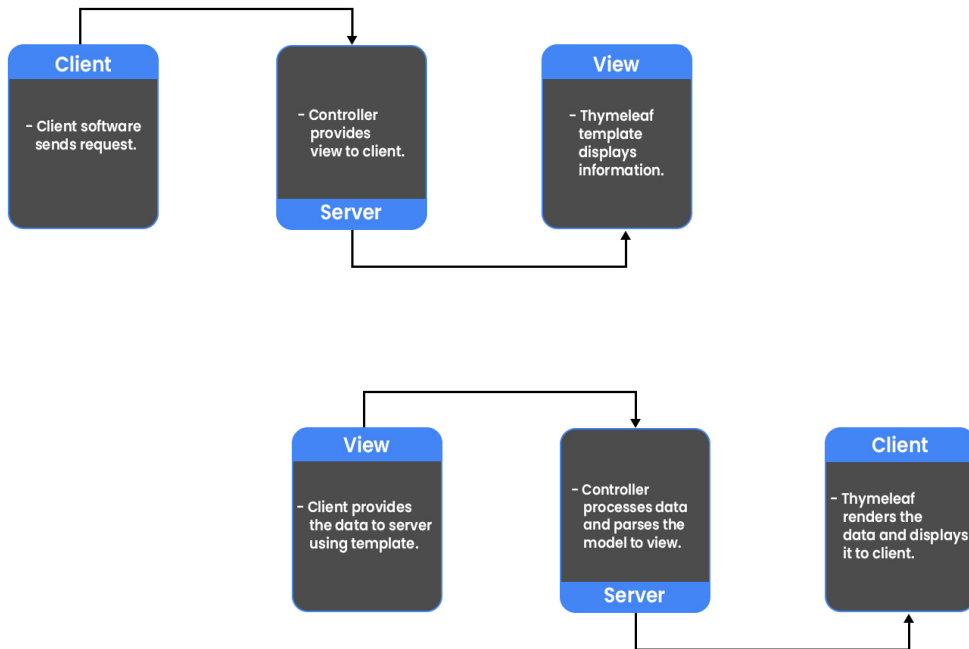 Client
- Client software
sends request.
- Controller
provides
view to client.
Server
View
- Thymeleaf
template
displays
information.
View
- Client provides
the data to server
using template.
- Controller
processes data
and parses the
model to view.
Server
Client
- Thymeleaf
renders the
data and displays
it to client.